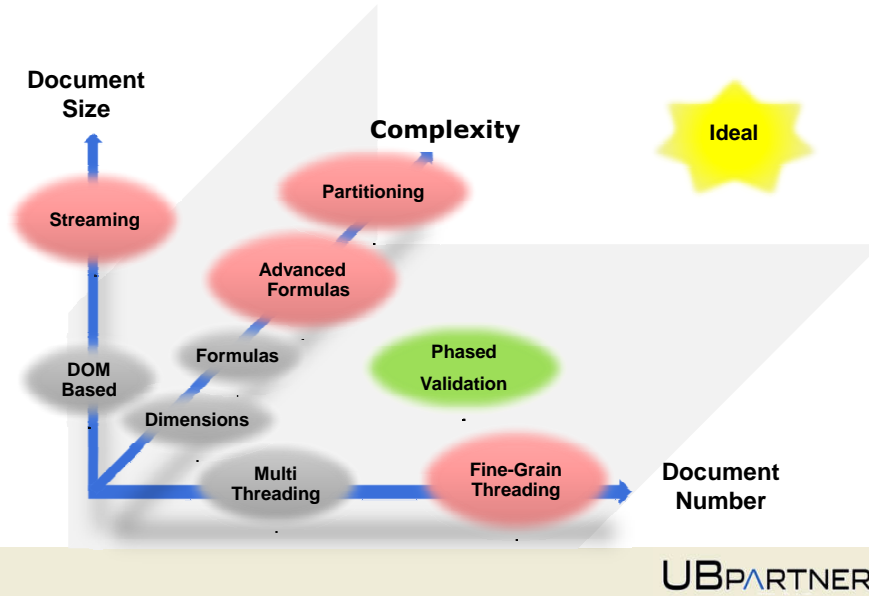 Document
Size
Complexity
Ideal
Partitioning
Streaming
Advanced
Formulas
Formulas
Phased
Validation
DOM
Based
Dimensions
Multi
Threading
Fine-Grain
Threading
Document
Number
UBPARTNER